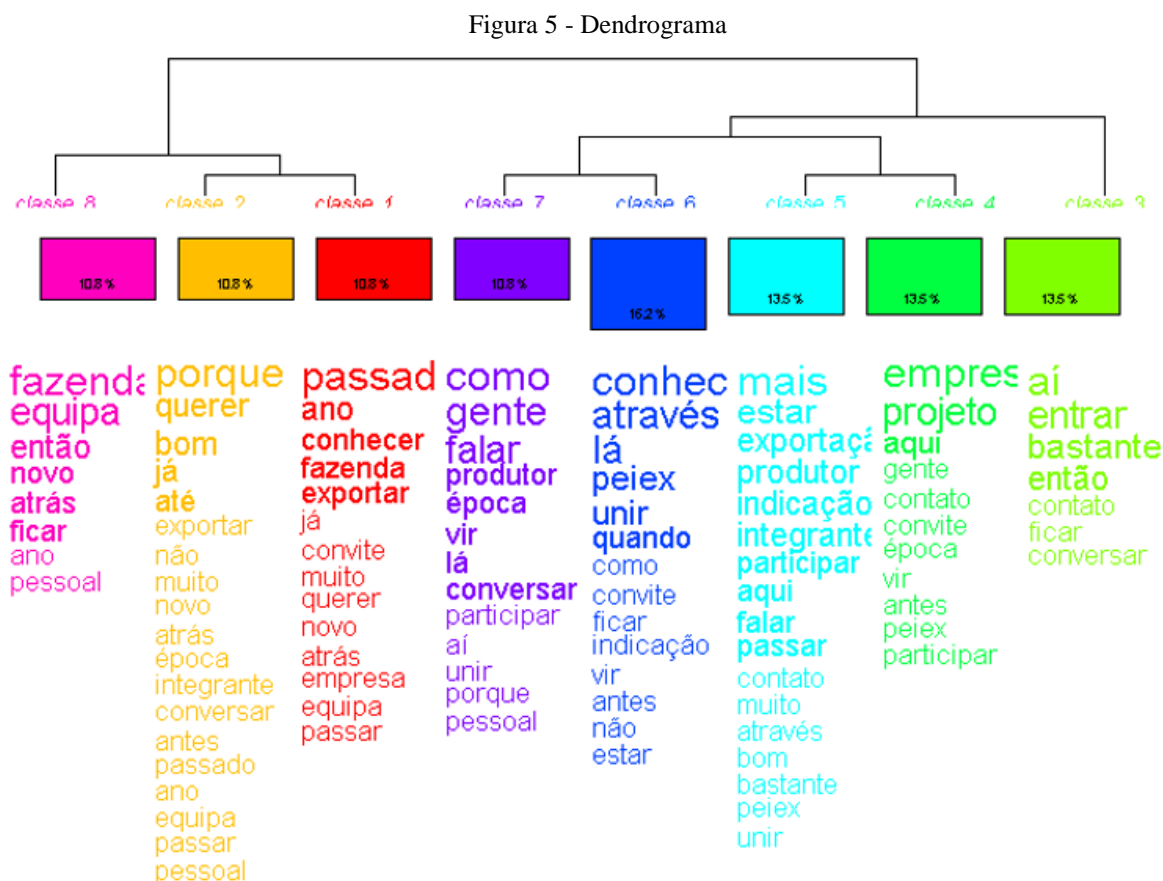 Figura 5 - Dendrograma
classe 8
classe 2
classe 1
classe 7
classe 6
classe 5
classe 4
classe 3
10.8 %
10.8 %
10.8 %
10.8 %
16.2 %
13.5 %
13.5 %
13.5 %
fazenda
equipa
então
novo
atrás
ficar
ano
pessoal
porque
querer
bom
já
até
exportar
não
muito
novo
atrás
época
integrante
conversar
antes
passado
ano
equipa
passar
pessoal
passad
ano
conhecer
fazenda
exportar
já
convite
muito
querer
novo
atrás
empresa
equipa
passar
como
gente
falar
produtor
época
vir
lá
conversar
participar
aí
unir
porque
pessoal
conhec
através
lá
peiex
unir
quando
como
convite
ficar
indicação
vir
antes
não
estar
mais
estar
exportaçã
produtor
indicação
integrante
participar
aqui
falar
passar
contato
muito
através
bom
bastante
peiex
unir
empres
projeto
aqui
gente
contato
convite
época
vir
antes
peiex
participar
aí
entrar
bastante
então
contato
ficar
conversar